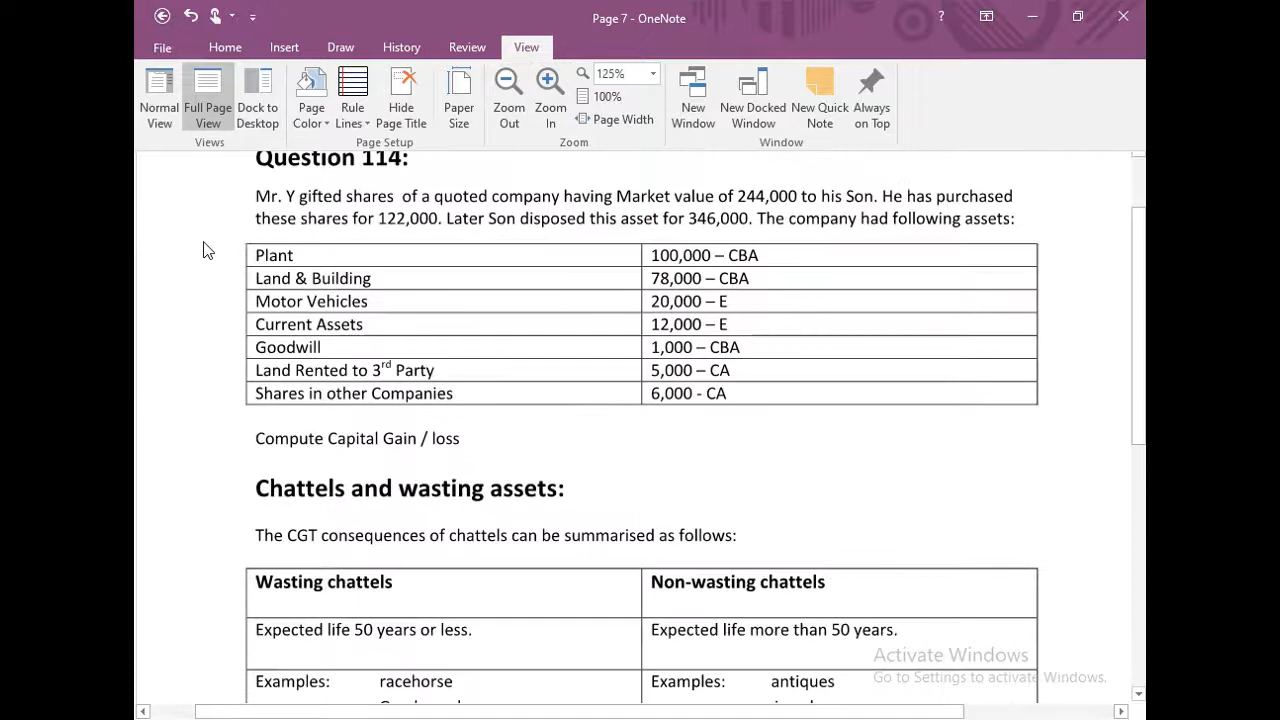 Page 7 - OneNote
?
File Home Insert Draw History Review View
Normal View
Full Page View
Dock to Desktop
Views
Page Color
Rule Lines
Hide Page Title
Page Setup
Paper Size
Zoom Out
Zoom In
125%
100%
Page Width
Zoom
New Window
New Docked Window
New Quick Note
Always on Top
Window
Question 114:
Mr. Y gifted shares of a quoted company having Market value of 244,000 to his Son. He has purchased
these shares for 122,000. Later Son disposed this asset for 346,000. The company had following assets:
Plant 100,000 – CBA
Land & Building 78,000 – CBA
Motor Vehicles 20,000 – E
Current Assets 12,000 – E
Goodwill 1,000 – CBA
Land Rented to 3rd Party 5,000 – CA
Shares in other Companies 6,000 - CA
Compute Capital Gain / loss
Chattels and wasting assets:
The CGT consequences of chattels can be summarised as follows:
Wasting chattels Non-wasting chattels
Expected life 50 years or less. Expected life more than 50 years.
Examples: racehorse Examples: antiques
Activate Windows
Go to Settings to activate Windows.